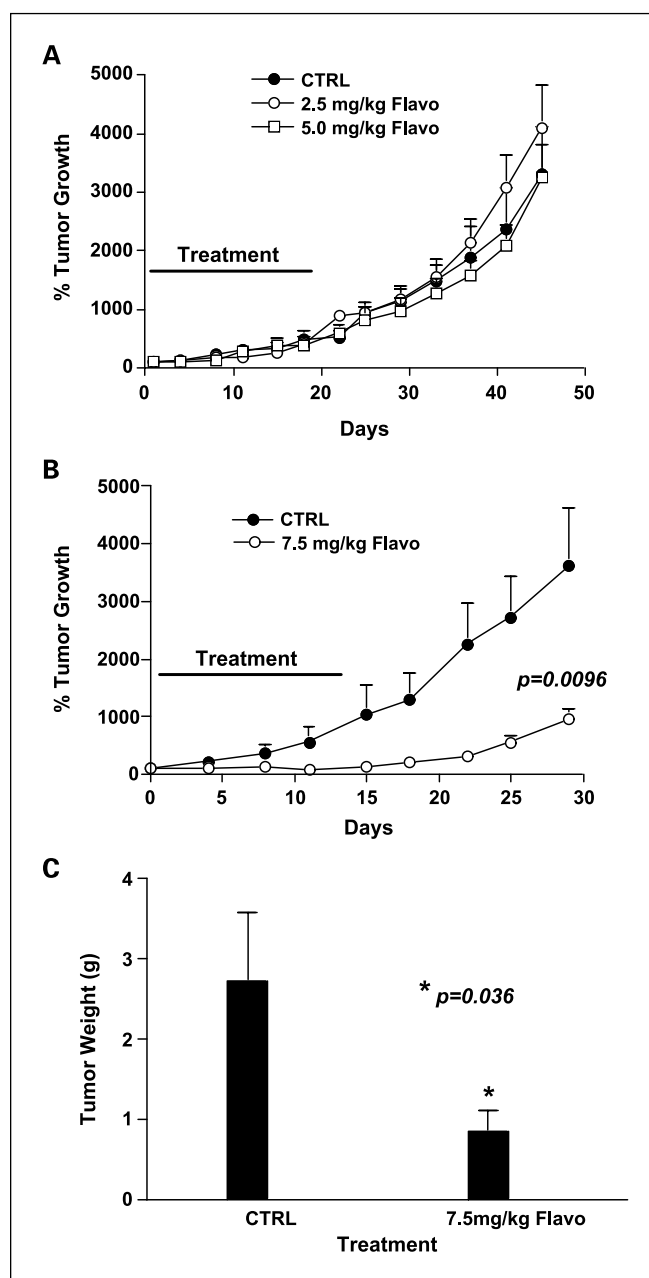 A
5000
4000
3000
2000
1000
0
% Tumor Growth
CTRL
2.5 mg/kg Flavo
5.0 mg/kg Flavo
Treatment
0 10 20 30 40 50
Days
B
5000
4000
3000
2000
1000
0
% Tumor Growth
CTRL
7.5 mg/kg Flavo
Treatment
p=0.0096
0 5 10 15 20 25 30
Days
C
4
3
2
1
0
Tumor Weight (g)
* p=0.036
*
CTRL 7.5mg/kg Flavo
Treatment